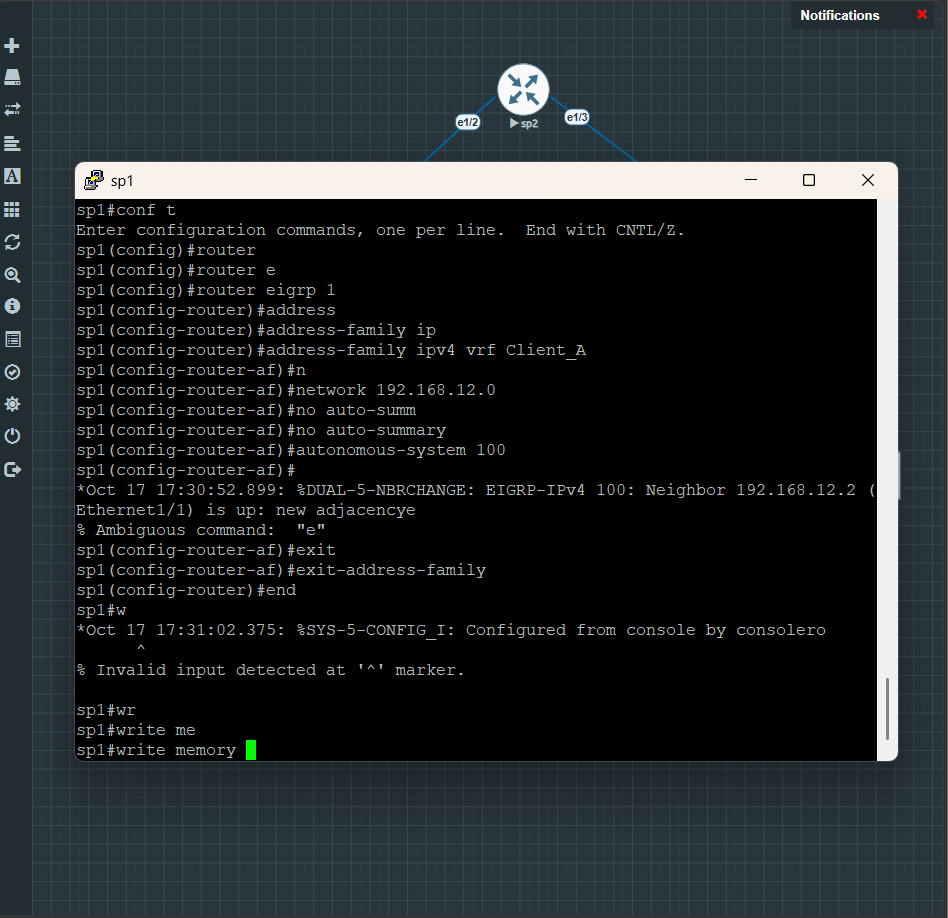 Notifications
e1/2
e1/3
sp2
sp1
sp1#conf t
Enter configuration commands, one per line.  End with CNTL/Z.
sp1(config)#router
sp1(config)#router e
sp1(config)#router eigrp 1
sp1(config-router)#address
sp1(config-router)#address-family ip
sp1(config-router)#address-family ipv4 vrf Client_A
sp1(config-router-af)#n
sp1(config-router-af)#network 192.168.12.0
sp1(config-router-af)#no auto-summ
sp1(config-router-af)#no auto-summary
sp1(config-router-af)#autonomous-system 100
sp1(config-router-af)#
*Oct 17 17:30:52.899: %DUAL-5-NBRCHANGE: EIGRP-IPv4 100: Neighbor 192.168.12.2 (
Ethernet1/1) is up: new adjacencye
% Ambiguous command:  "e"
sp1(config-router-af)#exit
sp1(config-router-af)#exit-address-family
sp1(config-router)#end
sp1#w
*Oct 17 17:31:02.375: %SYS-5-CONFIG_I: Configured from console by consolero
^
% Invalid input detected at '^' marker.
sp1#wr
sp1#write me
sp1#write memory